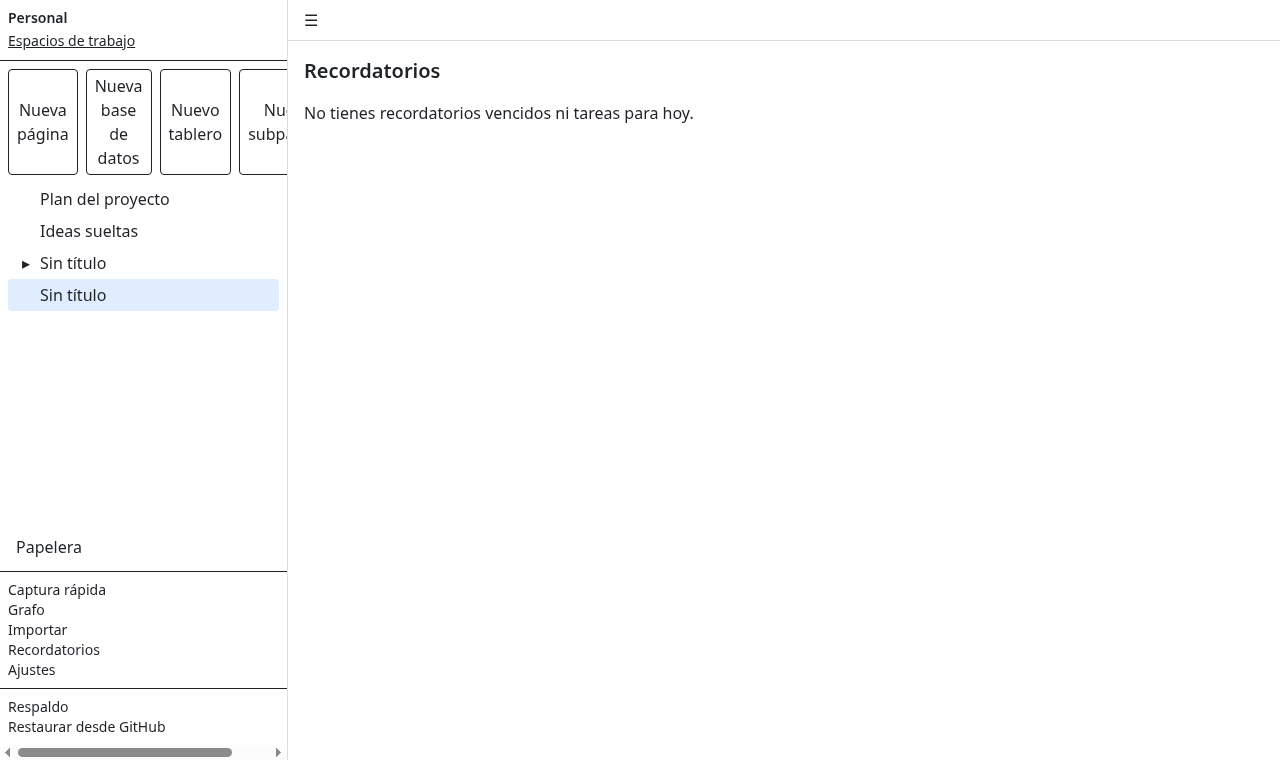 Personal
Espacios de trabajo
Nueva
página
Nueva
base
de
datos
Nuevo
tablero
Plan del proyecto
Ideas sueltas
Sin título
Sin título
Papelera
Captura rápida
Grafo
Importar
Recordatorios
Ajustes
Respaldo
Restaurar desde GitHub
☰
Recordatorios
No tienes recordatorios vencidos ni tareas para hoy.